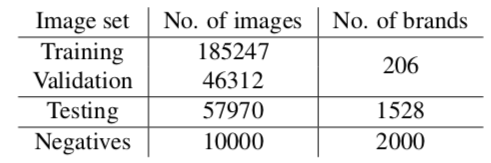 Image set No. of images No. of brands
Training 185247 206
Validation 46312
Testing 57970 1528
Negatives 10000 2000